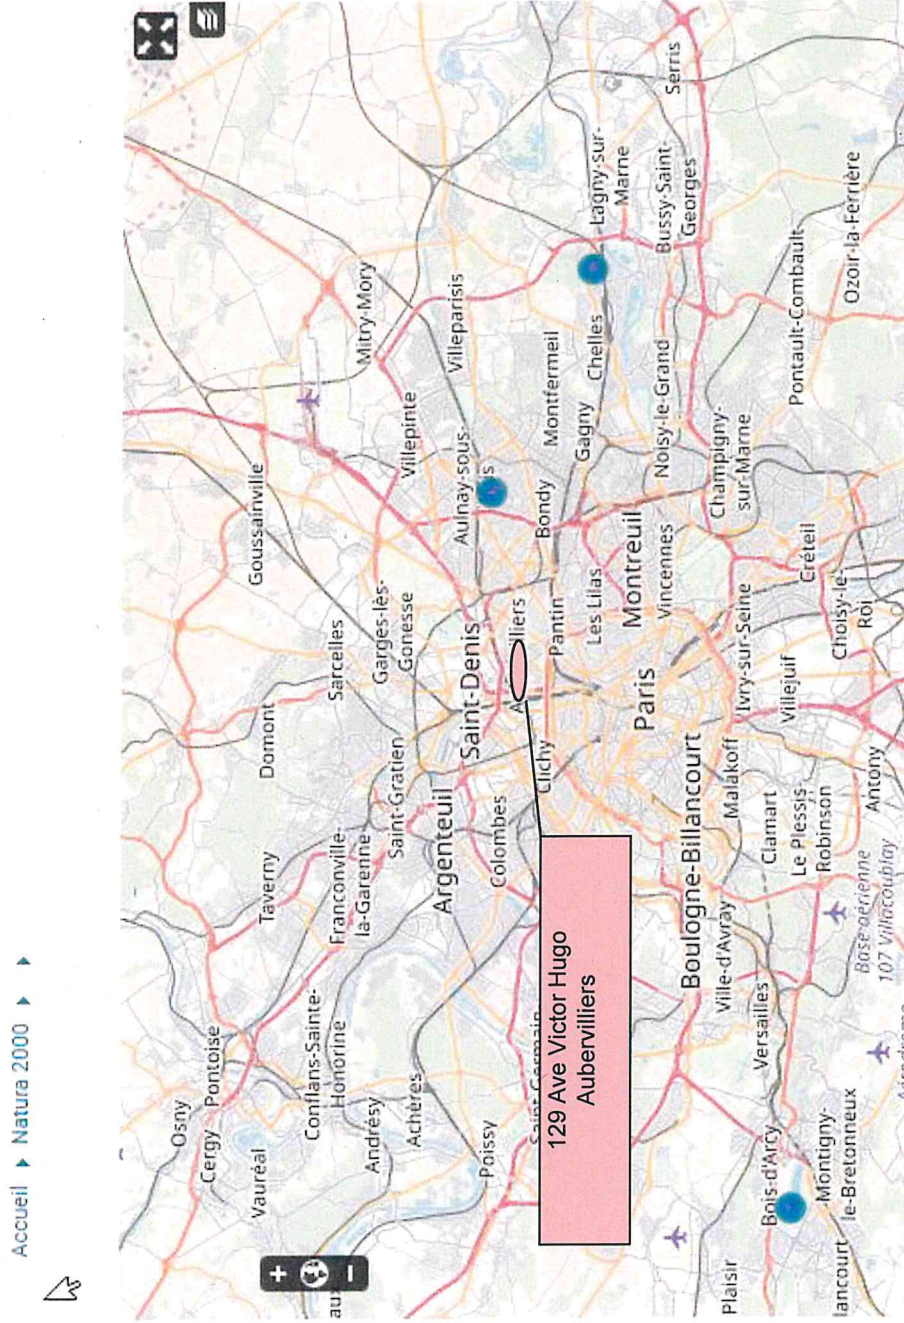 Accueil ▸ Natura 2000 ▸ ▸
Osny
Cergy Pontoise
Vauréal
Conflans-Sainte-
Honorine
Andrésy
Achères
Poissy
Taverny
Franconville-
la-Garenne
Saint-Gratien
Argenteuil
Colombes
Domont
Sarcelles
Garges-lès-
Gonesse
Goussainville
Saint-Denis
Villepinte
Aulnay-sous-
Mitry-Mory
Villeparisis
Clichy
Pantin
Les Lilas
Bondy
Montfermeil
Gagny
Chelles
Lagny-sur-
Marne
Bussy-Saint-
Georges
Serris
129 Ave Victor Hugo
Aubervilliers
Paris
Montreuil
Vincennes
Noisy-le-Grand
Champigny-
sur-Marne
Boulogne-Billancourt
Ville-d'Avray
Malakoff
Ivry-sur-Seine
Créteil
Pontault-Combault
Ozoir-la-Ferrière
Versailles
Clamart
Villejuif
Le Plessis-
Robinson
Choisy-le-
Roi
Antony
Base aérienne
107 Villacoublay
Plaisir
Bois-d'Arcy
Montigny-
le-Bretonneux